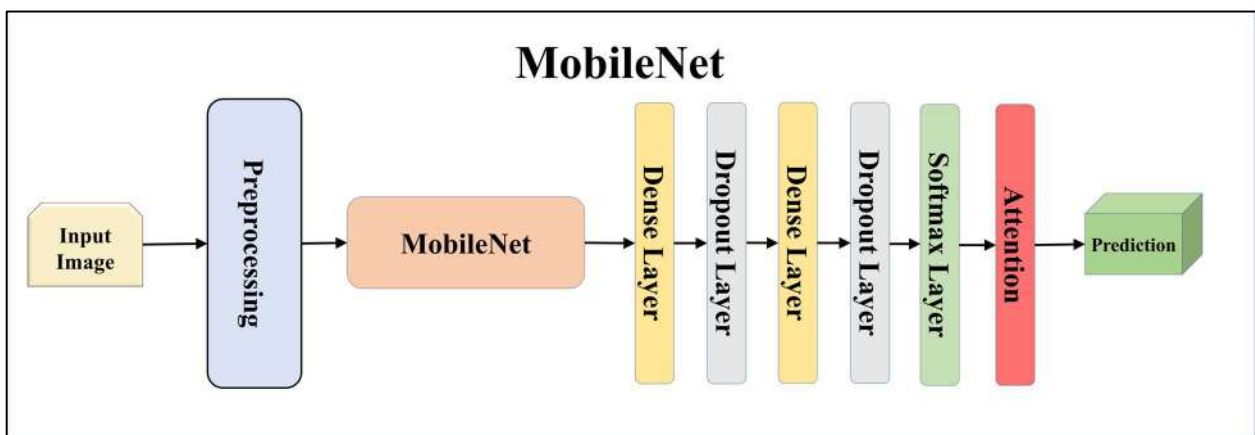 MobileNet
Input
Image
Preprocessing
MobileNet
Dense Layer
Dropout Layer
Dense Layer
Dropout Layer
Softmax Layer
Attention
Prediction